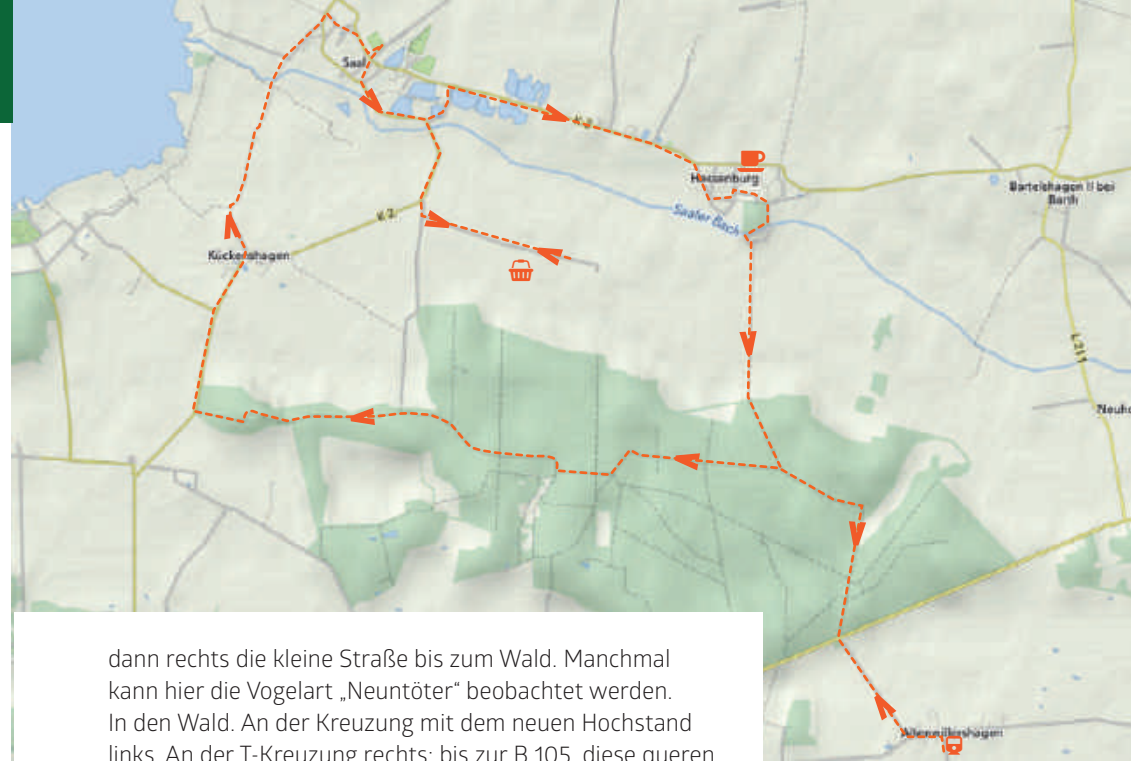 Saal
K 3
Hessenburg
Bartelshagen II bei
Barth
Saaler Bach
K 2
Kückenshagen
L 211
Neuho
Altenwillershagen
dann rechts die kleine Straße bis zum Wald. Manchmal
kann hier die Vogelart „Neuntöter“ beobachtet werden.
In den Wald. An der Kreuzung mit dem neuen Hochstand
links. An der T-Kreuzung rechts; bis zur B 105, diese queren